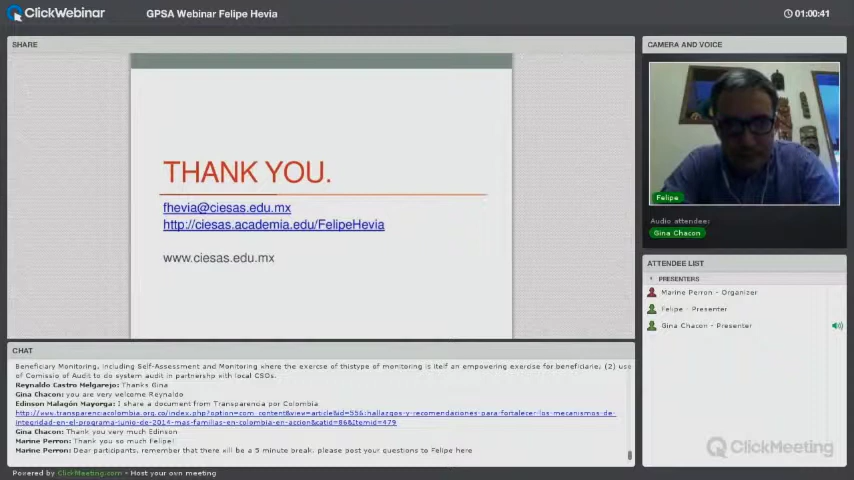 ClickWebinar
GPSA Webinar Felipe Hevia
01:00:41
SHARE
THANK YOU.
fhevia@ciesas.edu.mx
http://ciesas.academia.edu/FelipeHevia
www.ciesas.edu.mx
CAMERA AND VOICE
Felipe
Audio attendee:
Gina Chacon
ATTENDEE LIST
PRESENTERS
Marine Perron - Organizer
Felipe - Presenter
Gina Chacon - Presenter
CHAT
Beneficiary Monitoring, including Self-Assessment and Monitoring where the exercse of thistype of monitoring is itelf an empowering exercise for beneficiarie; (2) use
of Comissio of Audit to do system audit in partnership with local CSOs.
Reynaldo Castro Melgarejo: Thanks Gina
Gina Chacon: you are very welcome Reynaldo
Edinson Malagón Mayorga: I share a document from Transparencia por Colombia
http://www.transparenciacolombia.org.co/index.php?option=com_content&view=article&id=556:hallazgos-y-recomendaciones-para-fortalecer-los-mecanismos-de-
integridad-en-el-programa-junio-de-2014-mas-familias-en-colombia-en-accion&catid=86&Itemid=479
Gina Chacon: Thank you very much Edinson
Marine Perron: Thank you so much Felipe!
Marine Perron: Dear participants, remember that there will be a 5 minute break, please post your questions to Felipe here
ClickMeeting
Powered by ClickMeeting.com - Host your own meeting